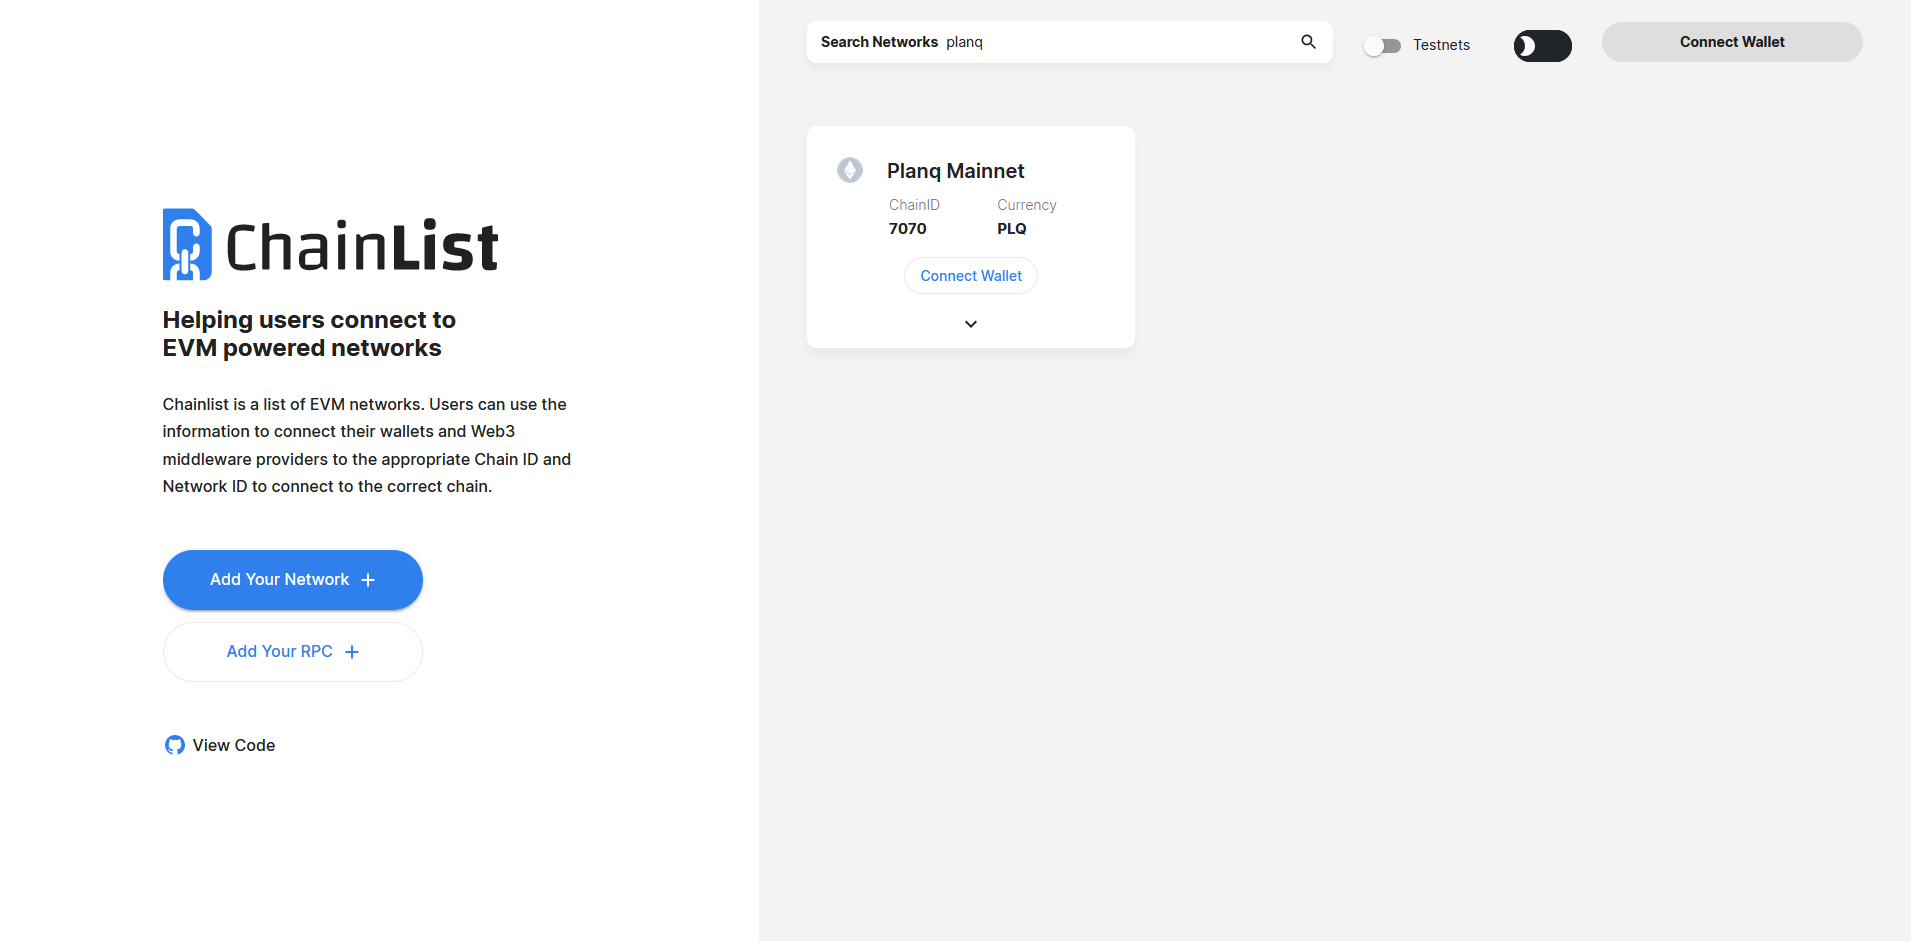 ChainList
Helping users connect to
EVM powered networks
Chainlist is a list of EVM networks. Users can use the
information to connect their wallets and Web3
middleware providers to the appropriate Chain ID and
Network ID to connect to the correct chain.
Add Your Network +
Add Your RPC +
View Code
Search Networks planq
Testnets
Connect Wallet
Planq Mainnet
ChainID Currency
7070 PLQ
Connect Wallet